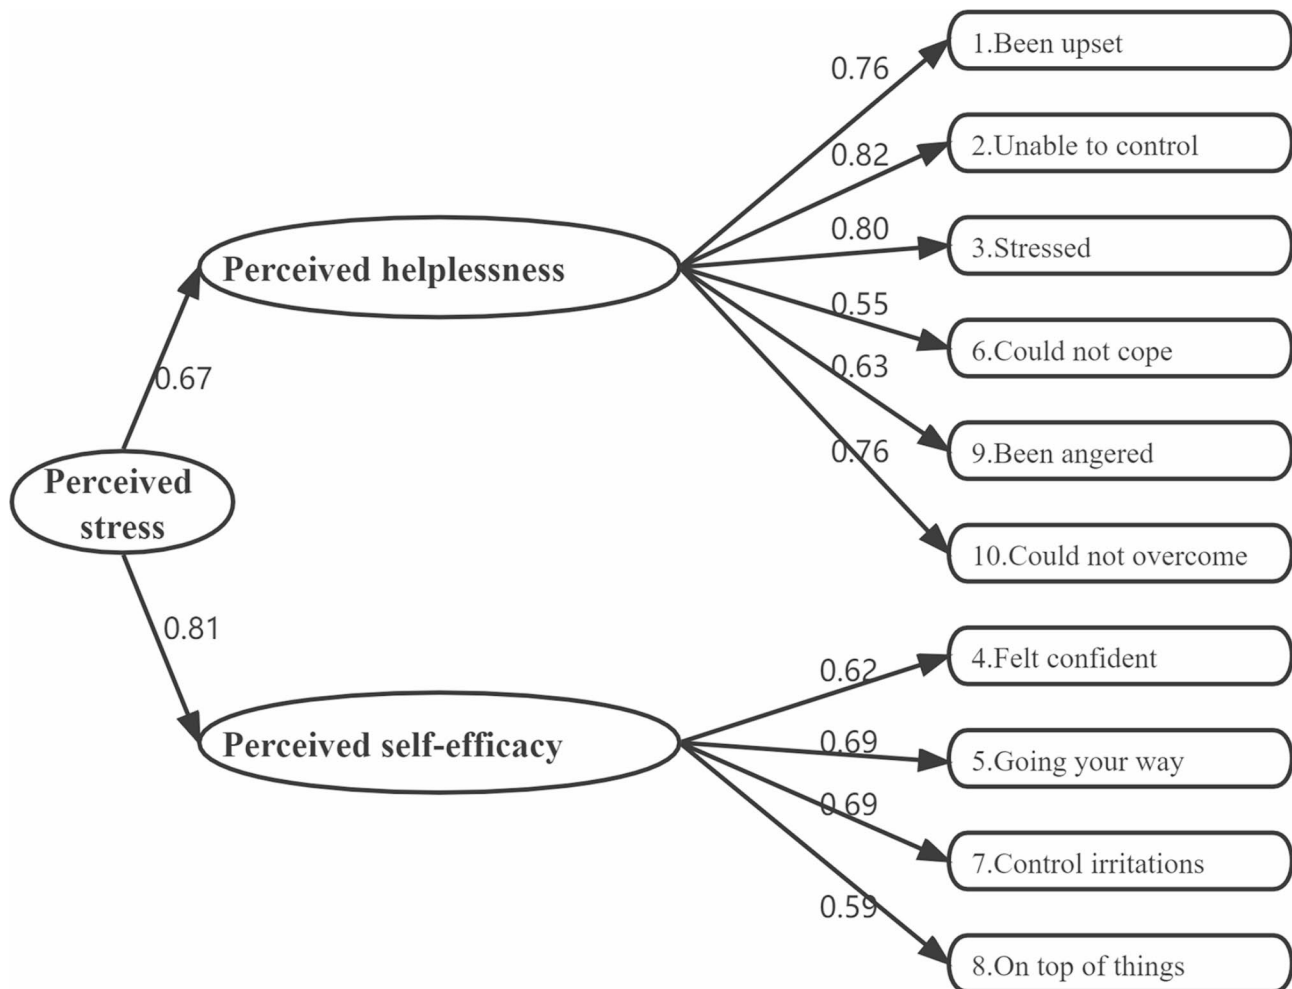 0.76
1.Been upset
0.82
2.Unable to control
0.80
3.Stressed
Perceived helplessness
0.55
6.Could not cope
0.63
0.67
9.Been angered
0.76
Perceived
stress
10.Could not overcome
0.81
0.62
4.Felt confident
Perceived self-efficacy
0.69
5.Going your way
0.69
7.Control irritations
0.59
8.On top of things